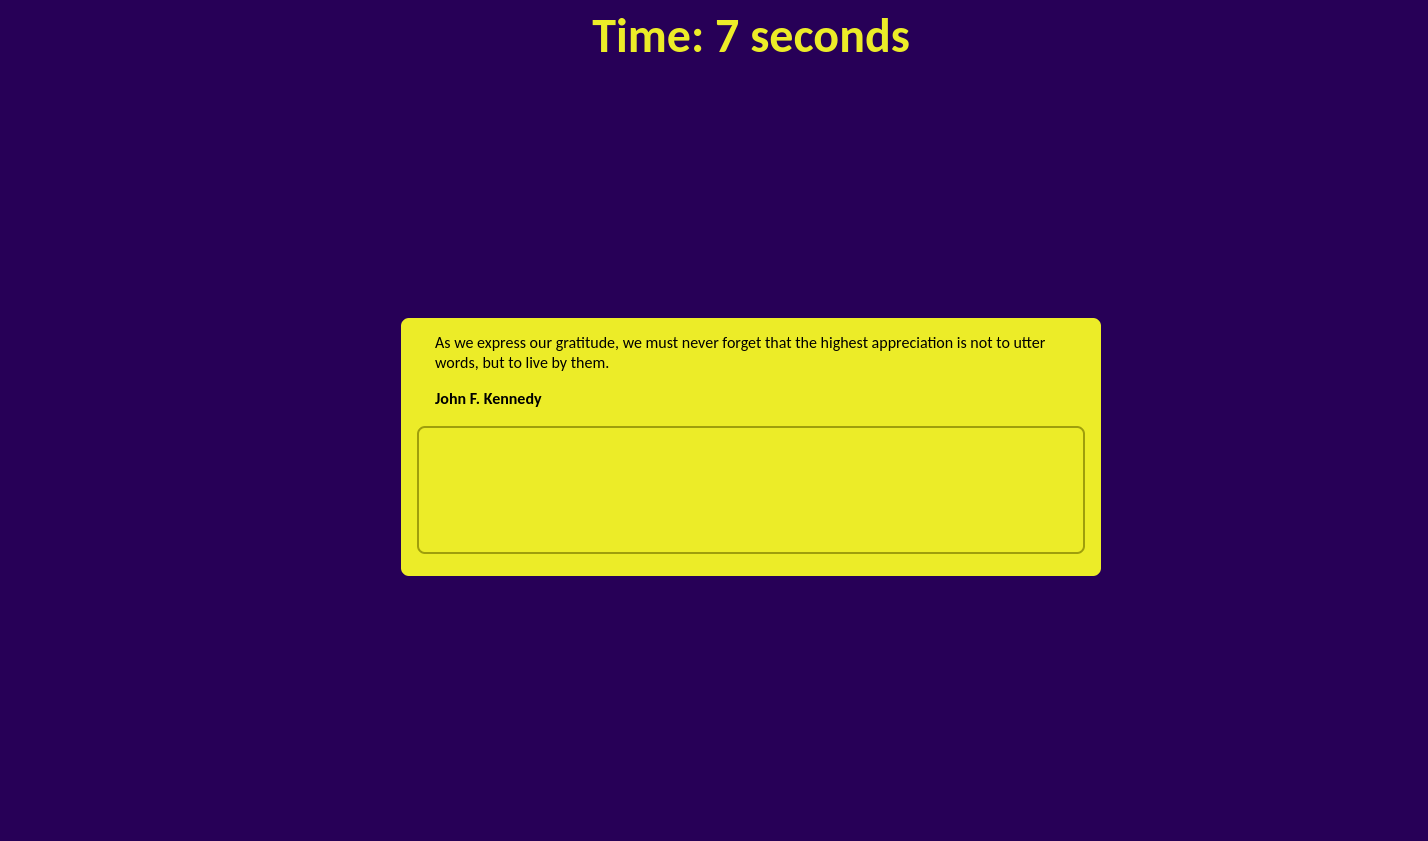 Time: 7 seconds
As we express our gratitude, we must never forget that the highest appreciation is not to utter
words, but to live by them.
John F. Kennedy